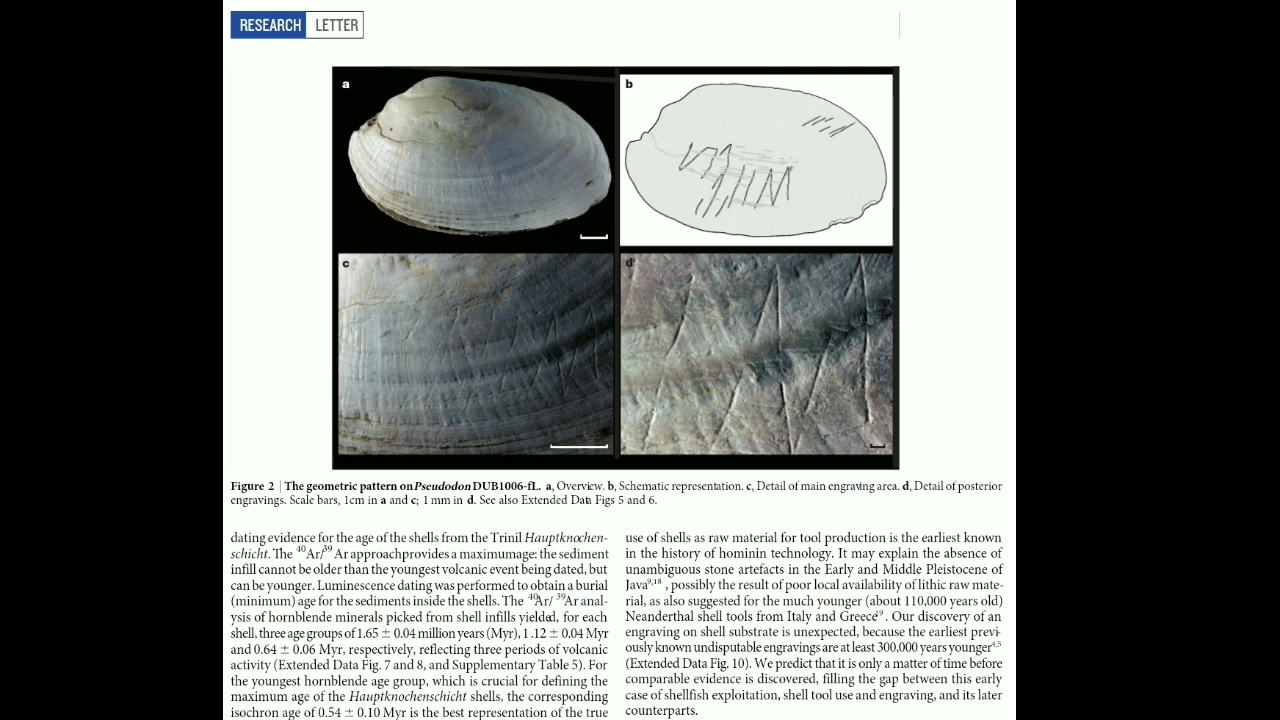 RESEARCH LETTER
a
b
c
d
Figure 2 | The geometric pattern on Pseudodon DUB1006-fL. a, Overview. b, Schematic representation. c, Detail of main engraving area. d, Detail of posterior
engravings. Scale bars, 1cm in a and c; 1 mm in d. See also Extended Data Figs 5 and 6.
dating evidence for the age of the shells from the Trinil Hauptknochen-
schicht. The 40Ar/39Ar approachprovides a maximumage: the sediment
infill cannot be older than the youngest volcanic event being dated, but
can be younger. Luminescence dating was performed to obtain a burial
(minimum) age for the sediments inside the shells. The 40Ar/ 39Ar anal-
ysis of hornblende minerals picked from shell infills yielded, for each
shell, three age groups of 1.65 ± 0.04 million years (Myr), 1.12 ± 0.04 Myr
and 0.64 ± 0.06 Myr, respectively, reflecting three periods of volcanic
activity (Extended Data Fig. 7 and 8, and Supplementary Table 5). For
the youngest hornblende age group, which is crucial for defining the
maximum age of the Hauptknochenschicht shells, the corresponding
isochron age of 0.54 ± 0.10 Myr is the best representation of the true
use of shells as raw material for tool production is the earliest known
in the history of hominin technology. It may explain the absence of
unambiguous stone artefacts in the Early and Middle Pleistocene of
Java9,18, possibly the result of poor local availability of lithic raw mate-
rial, as also suggested for the much younger (about 110,000 years old)
Neanderthal shell tools from Italy and Greece9. Our discovery of an
engraving on shell substrate is unexpected, because the earliest previ-
ously known undisputable engravings are at least 300,000 years younger4,5
(Extended Data Fig. 10). We predict that it is only a matter of time before
comparable evidence is discovered, filling the gap between this early
case of shellfish exploitation, shell tool use and engraving, and its later
counterparts.